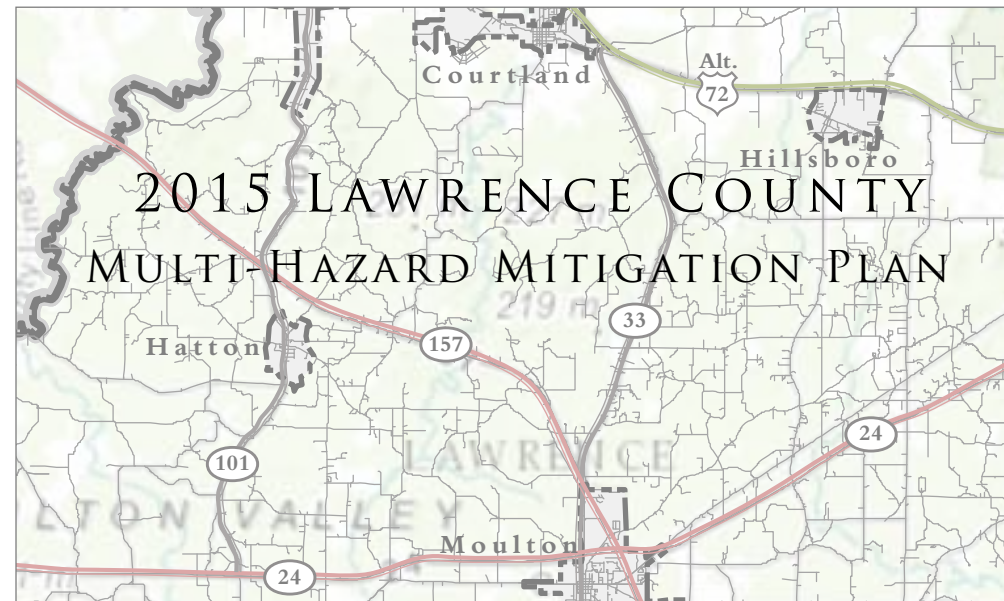 Courtland
Alt.
72
Hillsboro
2015 Lawrence County
Multi-Hazard Mitigation Plan
219 m
33
Hatton
157
24
LAWRENCE
101
VALLEY
Moulton
24